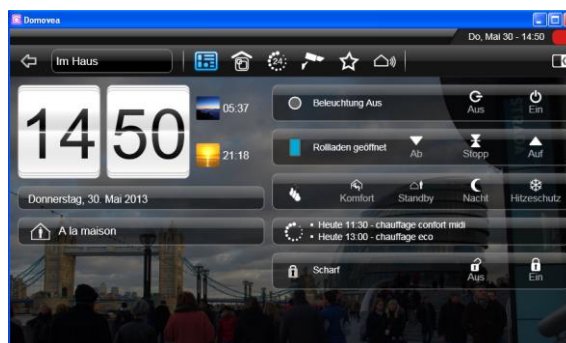 Domovea
Do, Mai 30 - 14:50
Im Haus
24
14 50
05:37
21:18
Donnerstag, 30. Mai 2013
A la maison
Beleuchtung Aus
Aus
Ein
Rollladen geöffnet
Ab
Stopp
Auf
Komfort
Standby
Nacht
Hitzeschutz
• Heute 11:30 - chauffage confort midi
• Heute 13:00 - chauffage eco
Scharf
Aus
Ein